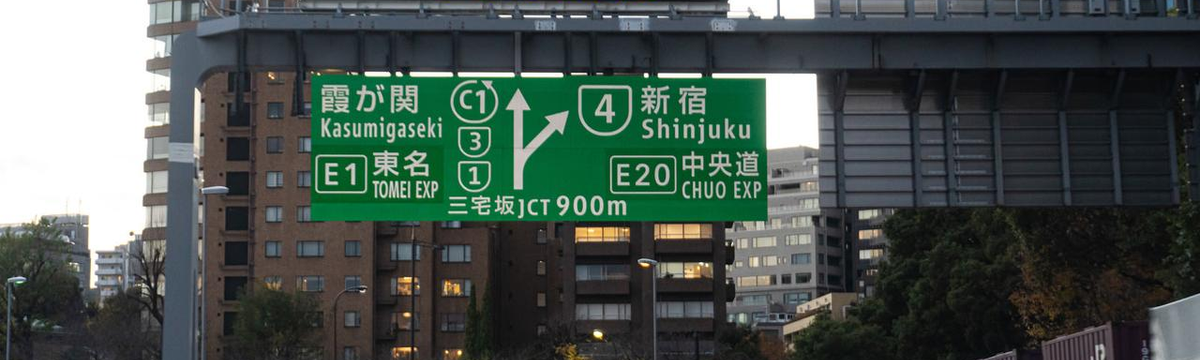 霞が関
Kasumigaseki
E1 東名
TOMEI EXP
C1
3
1
4 新宿
Shinjuku
E20 中央道
CHUO EXP
三宅坂JCT 900m